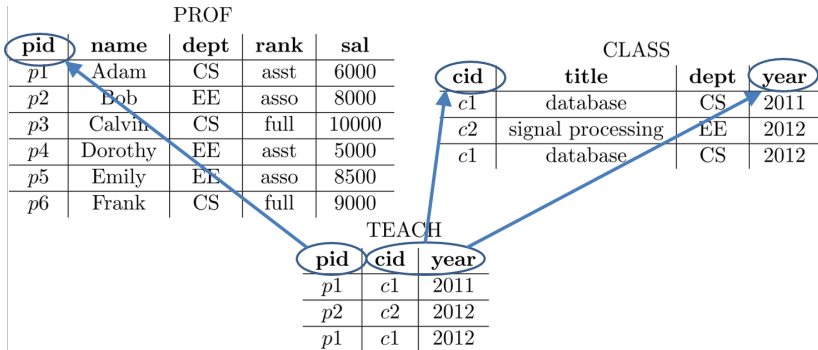 PROF
pid name dept rank sal
p1 Adam CS asst 6000
p2 Bob EE asso 8000
p3 Calvin CS full 10000
p4 Dorothy EE asst 5000
p5 Emily EE asso 8500
p6 Frank CS full 9000
CLASS
cid title dept year
c1 database CS 2011
c2 signal processing EE 2012
c1 database CS 2012
TEACH
pid cid year
p1 c1 2011
p2 c2 2012
p1 c1 2012